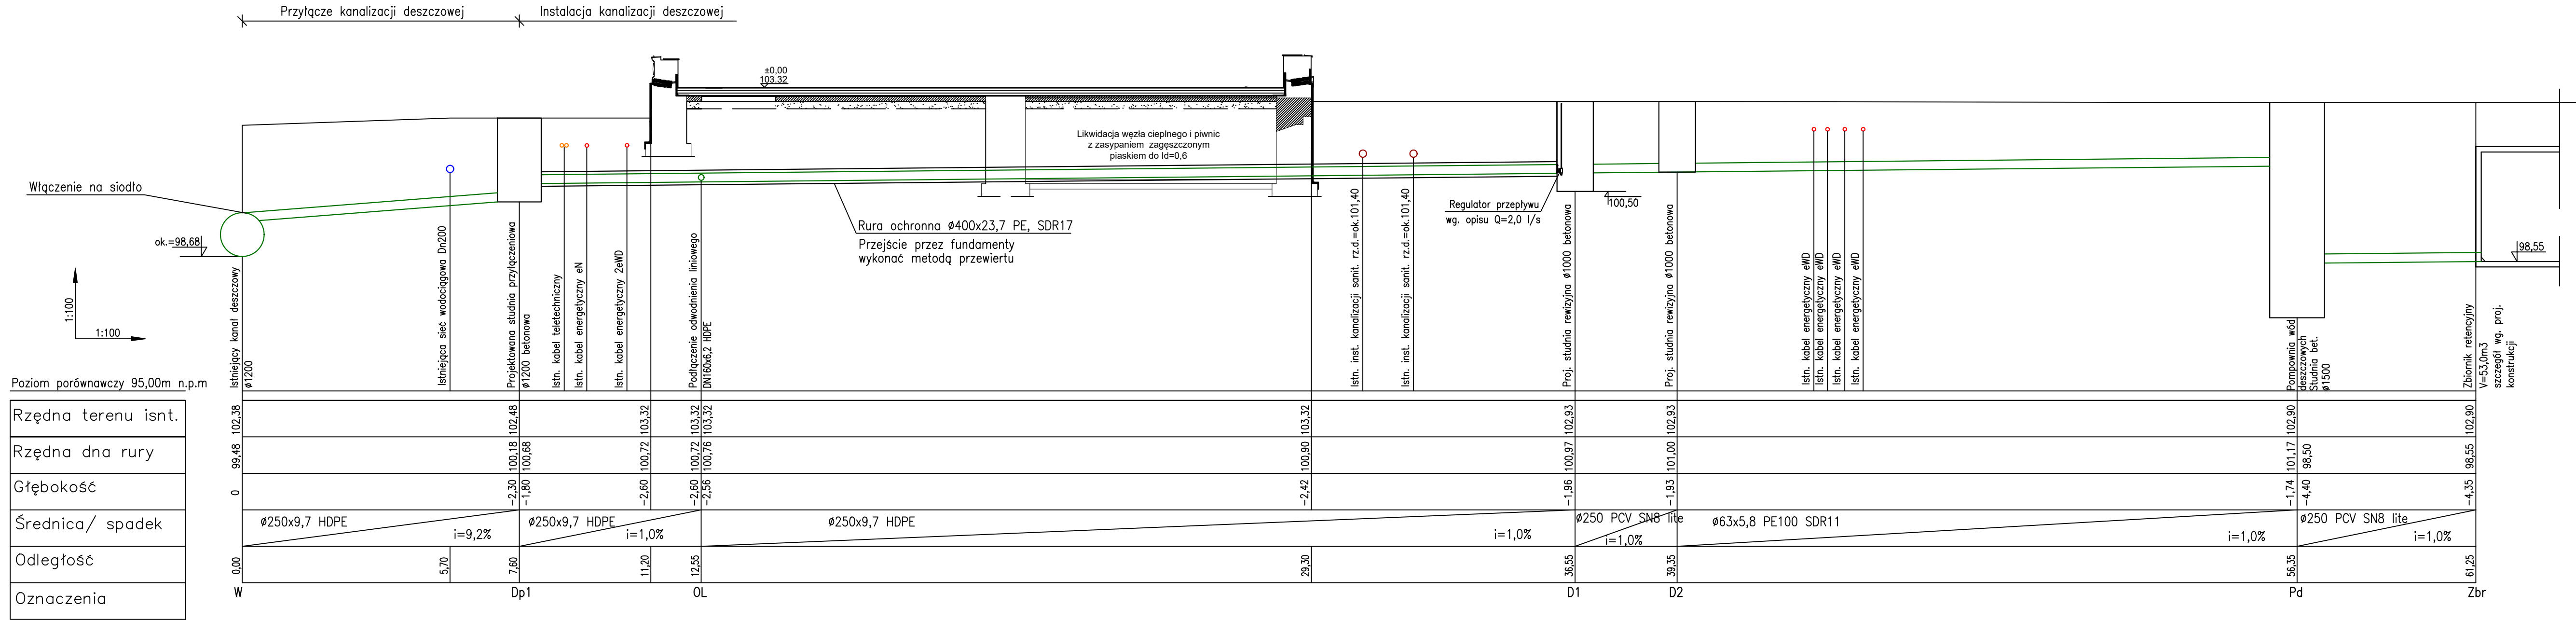 Przyłącze kanalizacji deszczowej
Instalacja kanalizacji deszczowej
±0,00
103.32
Likwidacja węzła cieplnego i piwnic
z zasypaniem zagęszczonym
piaskiem do Id=0,6
Włączenie na siodło
ok.=98,68
Rura ochronna ø400x23,7 PE, SDR17
Przejście przez fundamenty
wykonać metodą przewiertu
Regulator przepływu
wg. opisu Q=2,0 l/s
100,50
98,55
1:100
1:100
Istniejący kanał deszczowy
ø1200
Istniejąca sieć wodociągowa Dn200
Projektowana studnia przyłączeniowa
ø1200 betonowa
Istn. kabel teletechniczny
Istn. kabel energetyczny eN
Istn. kabel energetyczny 2eWD
Podłączenie odwodnienia liniowego
DN160x6,2 HDPE
Istn. inst. kanalizacji sanit. rz.d.=ok.101,40
Istn. inst. kanalizacji sanit. rz.d.=ok.101,40
Proj. studnia rewizyjna ø1000 betonowa
Proj. studnia rewizyjna ø1000 betonowa
Istn. kabel energetyczny eWD
Istn. kabel energetyczny eWD
Istn. kabel energetyczny eWD
Istn. kabel energetyczny eWD
Pompownia wód
deszczowych
Studnia bet.
ø1500
Zbiornik retencyjny
V=53,0m3
szczegół wg. proj.
konstrukcji
Poziom porównawczy 95,00m n.p.m
Rzędna terenu isnt.
102,38 102,48 103,32 103,32 103,32 103,32 102,93 102,93 102,90 102,90
Rzędna dna rury
99,48 100,18 100,68 100,72 100,72 100,76 100,90 100,97 101,00 101,17 98,50 98,55
Głębokość
0 -2,30 -1,80 -2,60 -2,60 -2,56 -2,42 -1,96 -1,93 -1,74 -4,40 -4,35
Średnica/ spadek
ø250x9,7 HDPE i=9,2%
ø250x9,7 HDPE i=1,0%
ø250x9,7 HDPE i=1,0%
ø250 PCV SN8 lite i=1,0%
ø63x5,8 PE100 SDR11 i=1,0%
ø250 PCV SN8 lite i=1,0%
Odległość
0,00 5,70 7,60 11,20 12,55 29,30 36,55 39,35 56,35 61,25
Oznaczenia
W Dp1 OL D1 D2 Pd Zbr